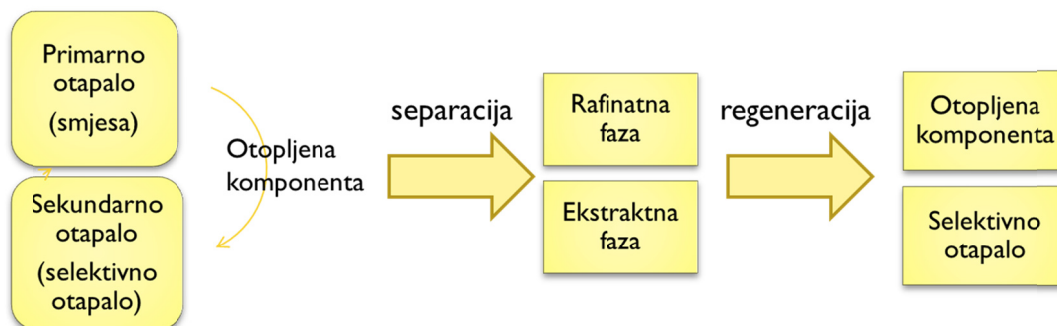 Primarno
otapalo
(smjesa)
Sekundarno
otapalo
(selektivno
otapalo)
Otopljena
komponenta
separacija
Rafinatna
faza
Ekstraktna
faza
regeneracija
Otopljena
komponenta
Selektivno
otapalo